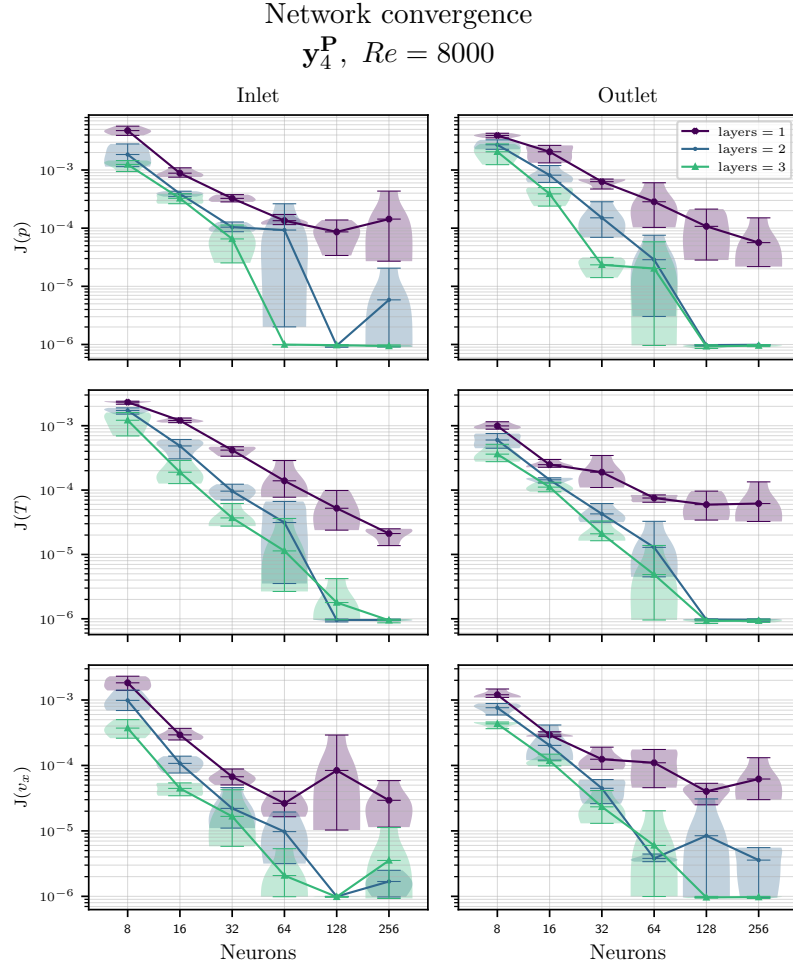 Network convergence
y₄ᴾ, Re = 8000
Inlet
Outlet
J(p)
10⁻³
10⁻⁴
10⁻⁵
10⁻⁶
layers = 1
layers = 2
layers = 3
J(T)
10⁻³
10⁻⁴
10⁻⁵
10⁻⁶
J(vₓ)
10⁻³
10⁻⁴
10⁻⁵
10⁻⁶
8 16 32 64 128 256
8 16 32 64 128 256
Neurons
Neurons